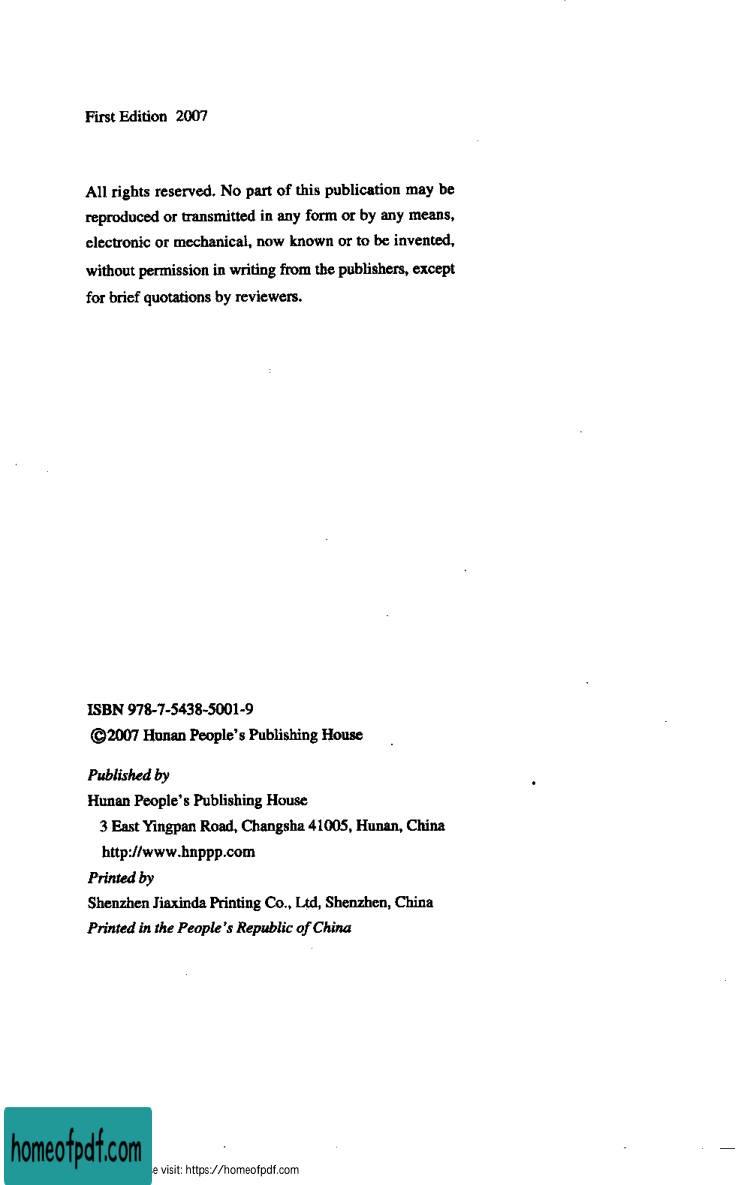 First Edition 2007
All rights reserved. No part of this publication may be
reproduced or transmitted in any form or by any means,
electronic or mechanical, now known or to be invented,
without permission in writing from the publishers, except
for brief quotations by reviewers.
ISBN 978-7-5438-5001-9
©2007 Hunan People's Publishing House
Published by
Hunan People's Publishing House
3 East Yingpan Road, Changsha 41005, Hunan, China
http://www.hnppp.com
Printed by
Shenzhen Jiaxinda Printing Co., Ltd, Shenzhen, China
Printed in the People's Republic of China
homeofpdf.com
e visit: https://homeofpdf.com